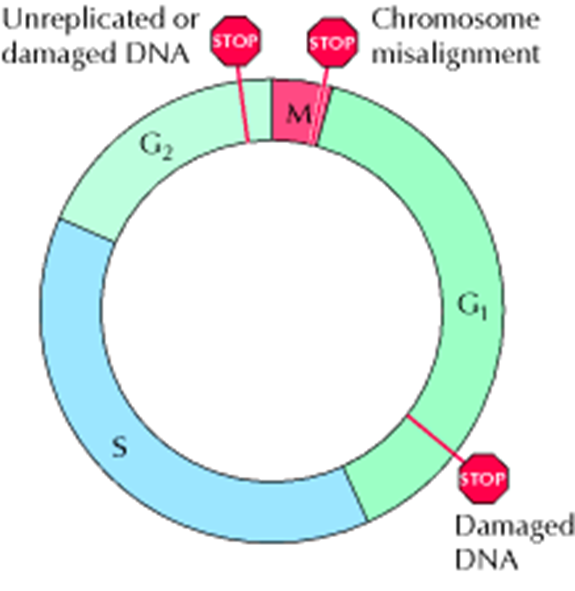 Unreplicated or
damaged DNA
STOP
STOP
Chromosome
misalignment
M
G₂
G₁
S
STOP
Damaged
DNA